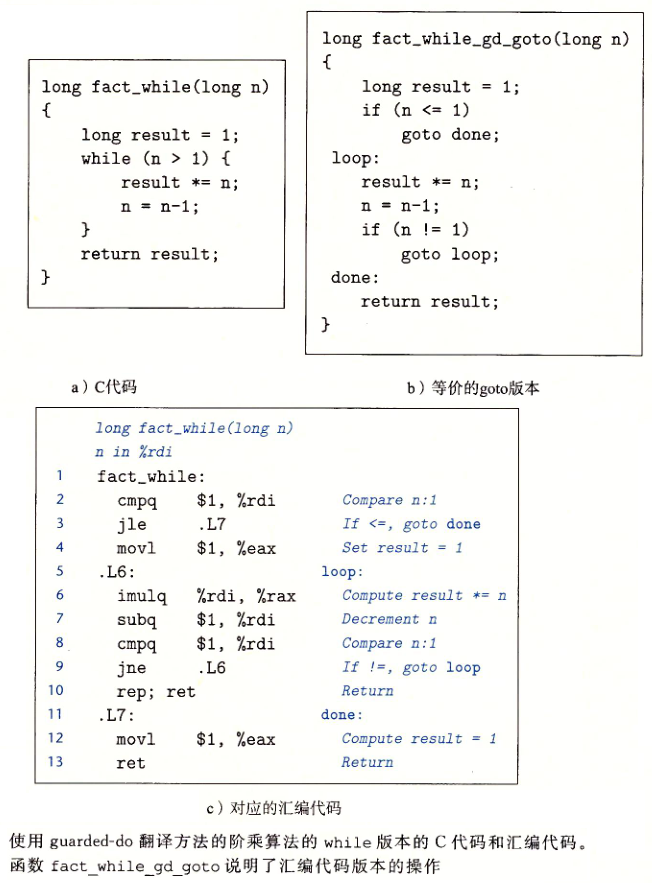 long fact_while(long n)
{
    long result = 1;
    while (n > 1) {
        result *= n;
        n = n-1;
    }
    return result;
}
a）C代码
long fact_while_gd_goto(long n)
{
    long result = 1;
    if (n <= 1)
        goto done;
 loop:
    result *= n;
    n = n-1;
    if (n != 1)
        goto loop;
 done:
    return result;
}
b）等价的goto版本
long fact_while(long n)
n in %rdi
1 fact_while:
2 cmpq $1, %rdi Compare n:1
3 jle .L7 If <=, goto done
4 movl $1, %eax Set result = 1
5 .L6: loop:
6 imulq %rdi, %rax Compute result *= n
7 subq $1, %rdi Decrement n
8 cmpq $1, %rdi Compare n:1
9 jne .L6 If !=, goto loop
10 rep; ret Return
11 .L7: done:
12 movl $1, %eax Compute result = 1
13 ret Return
c）对应的汇编代码
使用 guarded-do 翻译方法的阶乘算法的 while 版本的 C 代码和汇编代码。
函数 fact_while_gd_goto 说明了汇编代码版本的操作